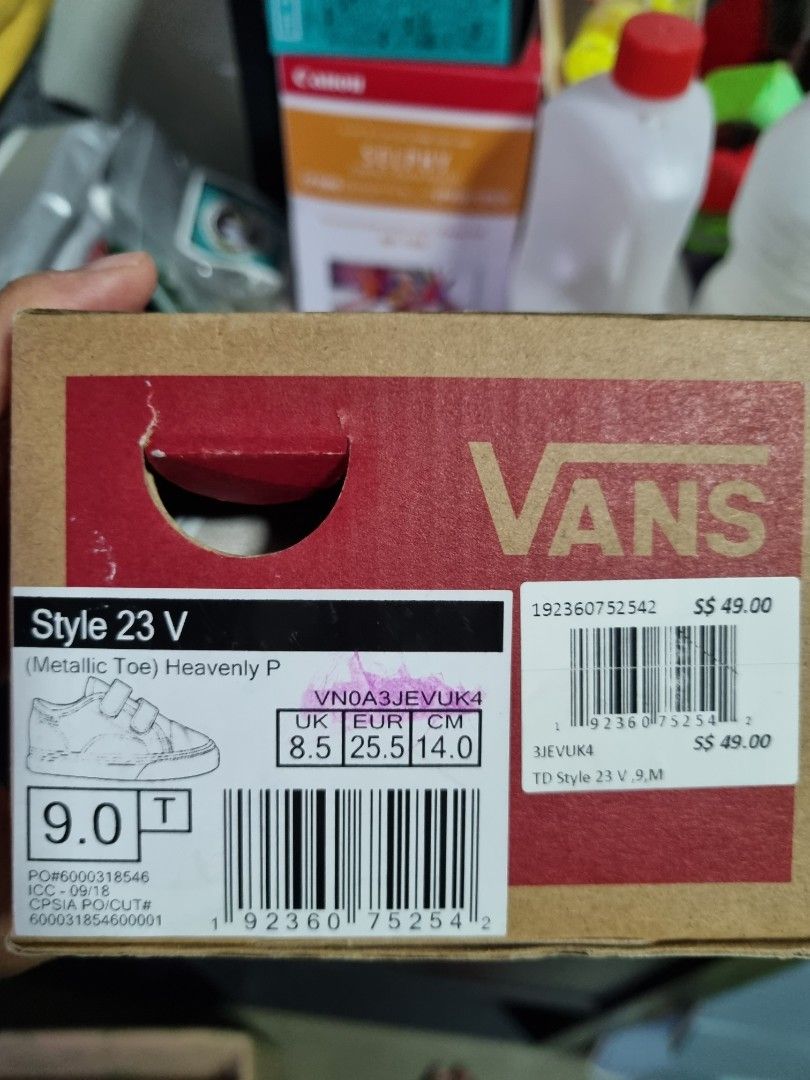 Canon
SELPHY
VANS
Style 23 V
(Metallic Toe) Heavenly P
VN0A3JEVUK4
UK EUR CM
8.5 25.5 14.0
9.0 T
PO#6000318546
ICC - 09/18
CPSIA PO/CUT#
600031854600001
1 92360 75254 2
192360752542 S$ 49.00
1 92360 75254 2
3JEVUK4 S$ 49.00
TD Style 23 V ,9,M